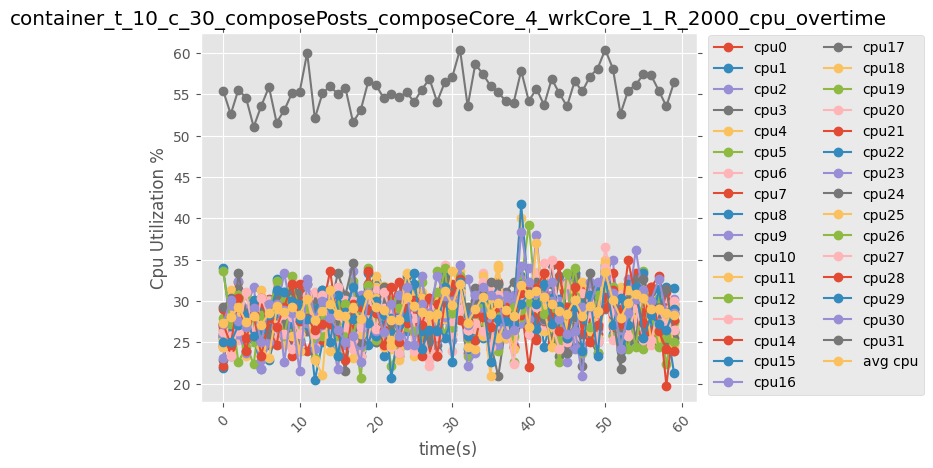 container_t_10_c_30_composePosts_composeCore_4_wrkCore_1_R_2000_cpu_overtime
60
55
50
45
40
35
30
25
20
Cpu Utilization %
0
10
20
30
40
50
60
time(s)
cpu0
cpu1
cpu2
cpu3
cpu4
cpu5
cpu6
cpu7
cpu8
cpu9
cpu10
cpu11
cpu12
cpu13
cpu14
cpu15
cpu16
cpu17
cpu18
cpu19
cpu20
cpu21
cpu22
cpu23
cpu24
cpu25
cpu26
cpu27
cpu28
cpu29
cpu30
cpu31
avg cpu